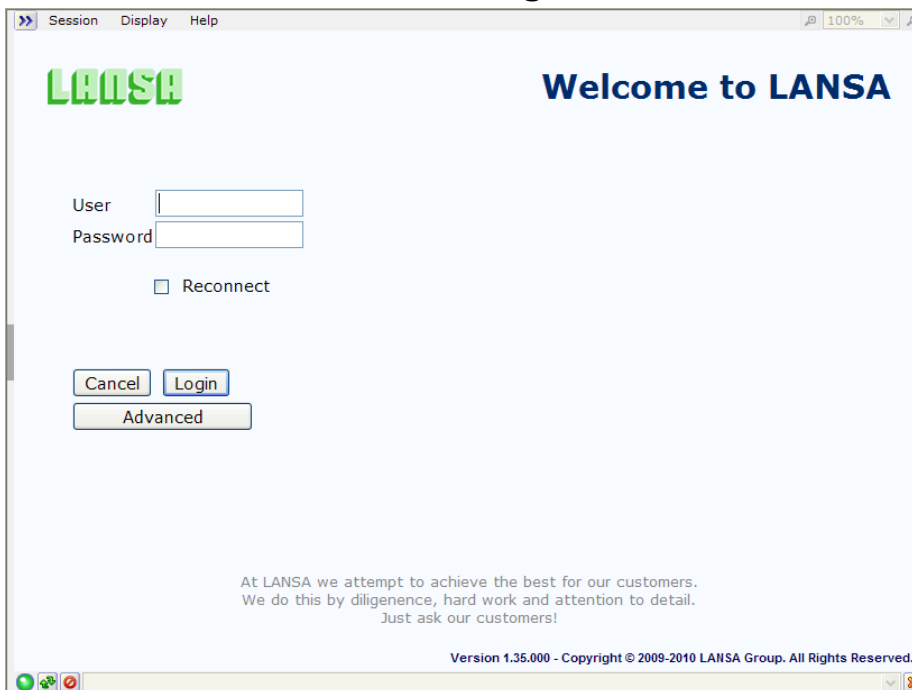 Session Display Help 100%
LANSA Welcome to LANSA
User
Password
Reconnect
Cancel Login
Advanced
At LANSA we attempt to achieve the best for our customers.
We do this by diligenence, hard work and attention to detail.
Just ask our customers!
Version 1.35.000 - Copyright © 2009-2010 LANSA Group. All Rights Reserved.